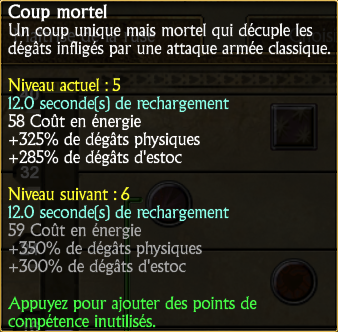 Coup mortel
Un coup unique mais mortel qui décuple les
dégâts infligés par une attaque armée classique.
Niveau actuel : 5
12.0 seconde(s) de rechargement
58 Coût en énergie
+325% de dégâts physiques
+285% de dégâts d'estoc
Niveau suivant : 6
12.0 seconde(s) de rechargement
59 Coût en énergie
+350% de dégâts physiques
+300% de dégâts d'estoc
Appuyez pour ajouter des points de
compétence inutilisés.
32